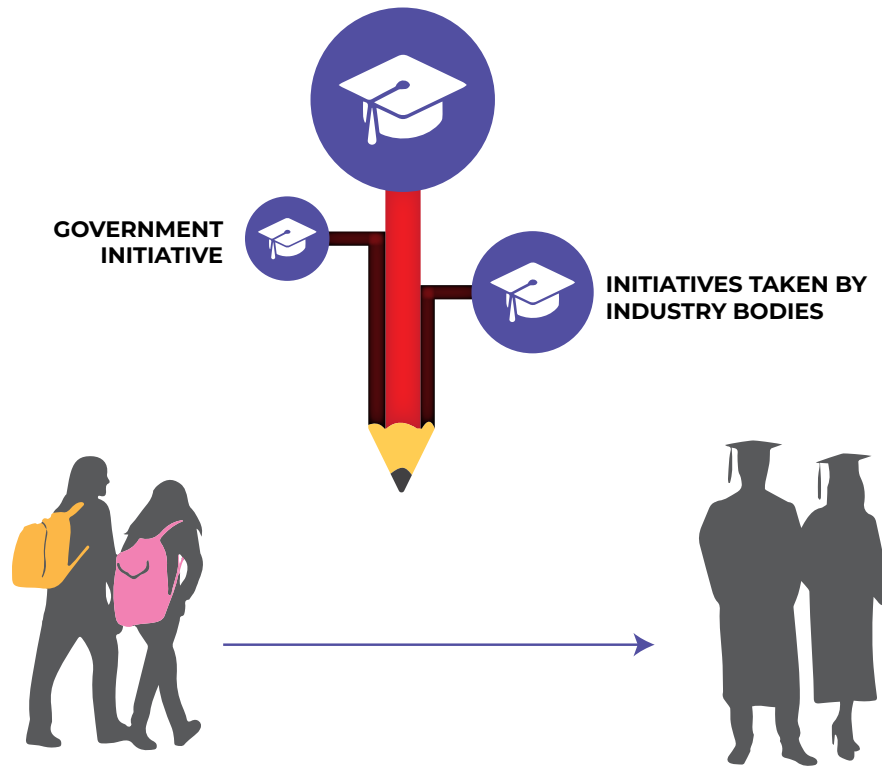 GOVERNMENT
INITIATIVE
INITIATIVES TAKEN BY
INDUSTRY BODIES